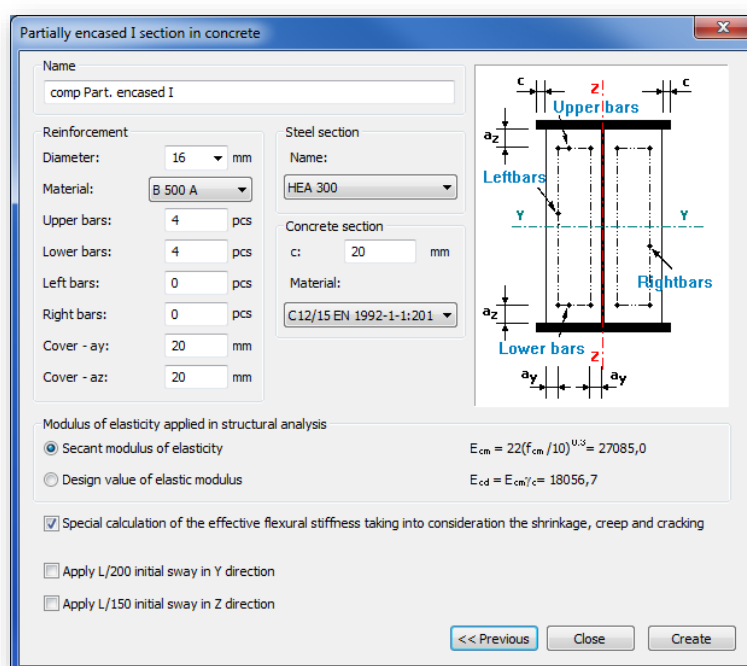 Partially encased I section in concrete
x
Name
comp Part. encased I
Reinforcement
Diameter: 16 mm
Material: B 500 A
Upper bars: 4 pcs
Lower bars: 4 pcs
Left bars: 0 pcs
Right bars: 0 pcs
Cover - ay: 20 mm
Cover - az: 20 mm
Steel section
Name:
HEA 300
Concrete section
c: 20 mm
Material:
C12/15 EN 1992-1-1:201
c Z c
Upper bars
az
Leftbars
Y Y
Rightbars
az
Lower bars
Z
ay ay
Modulus of elasticity applied in structural analysis
Secant modulus of elasticity Ecm = 22(fcm/10)^0.3= 27085,0
Design value of elastic modulus Ecd = Ecmγc= 18056,7
Special calculation of the effective flexural stiffness taking into consideration the shrinkage, creep and cracking
Apply L/200 initial sway in Y direction
Apply L/150 initial sway in Z direction
<< Previous Close Create